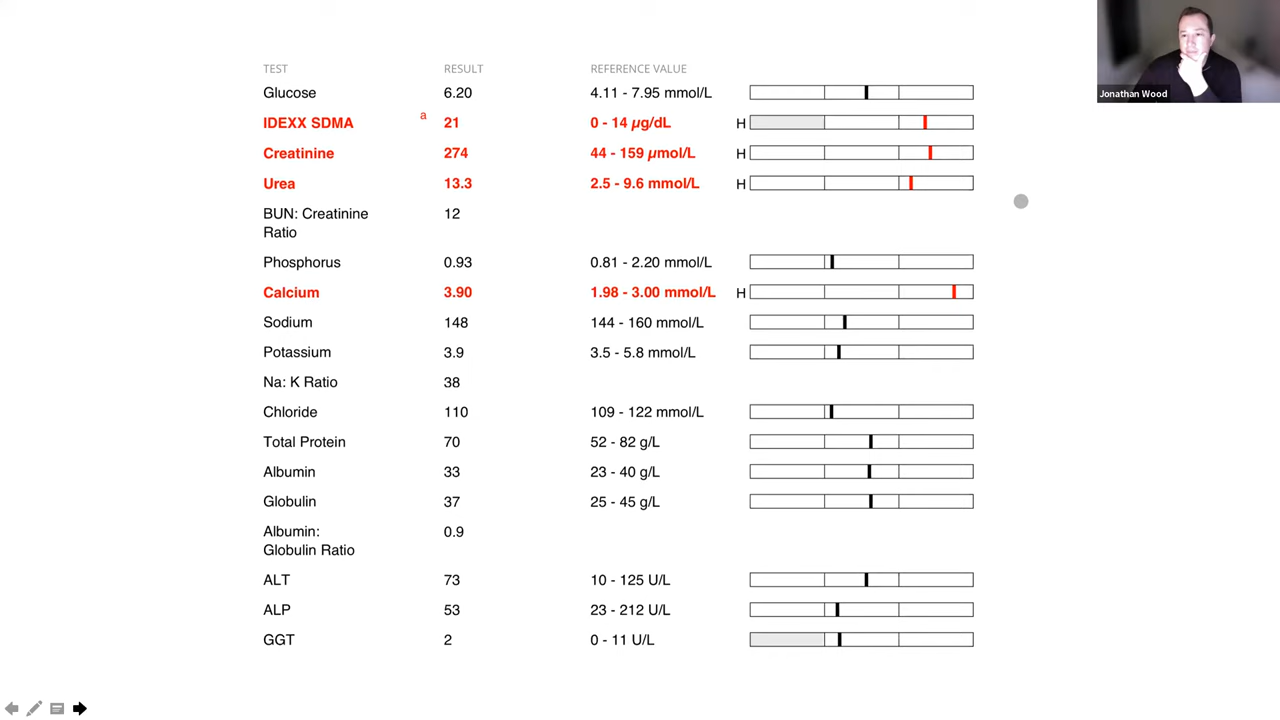 TEST RESULT REFERENCE VALUE
Glucose 6.20 4.11 - 7.95 mmol/L
IDEXX SDMA a 21 0 - 14 µg/dL H
Creatinine 274 44 - 159 µmol/L H
Urea 13.3 2.5 - 9.6 mmol/L H
BUN: Creatinine 12
Ratio
Phosphorus 0.93 0.81 - 2.20 mmol/L
Calcium 3.90 1.98 - 3.00 mmol/L H
Sodium 148 144 - 160 mmol/L
Potassium 3.9 3.5 - 5.8 mmol/L
Na: K Ratio 38
Chloride 110 109 - 122 mmol/L
Total Protein 70 52 - 82 g/L
Albumin 33 23 - 40 g/L
Globulin 37 25 - 45 g/L
Albumin: 0.9
Globulin Ratio
ALT 73 10 - 125 U/L
ALP 53 23 - 212 U/L
GGT 2 0 - 11 U/L
Jonathan Wood